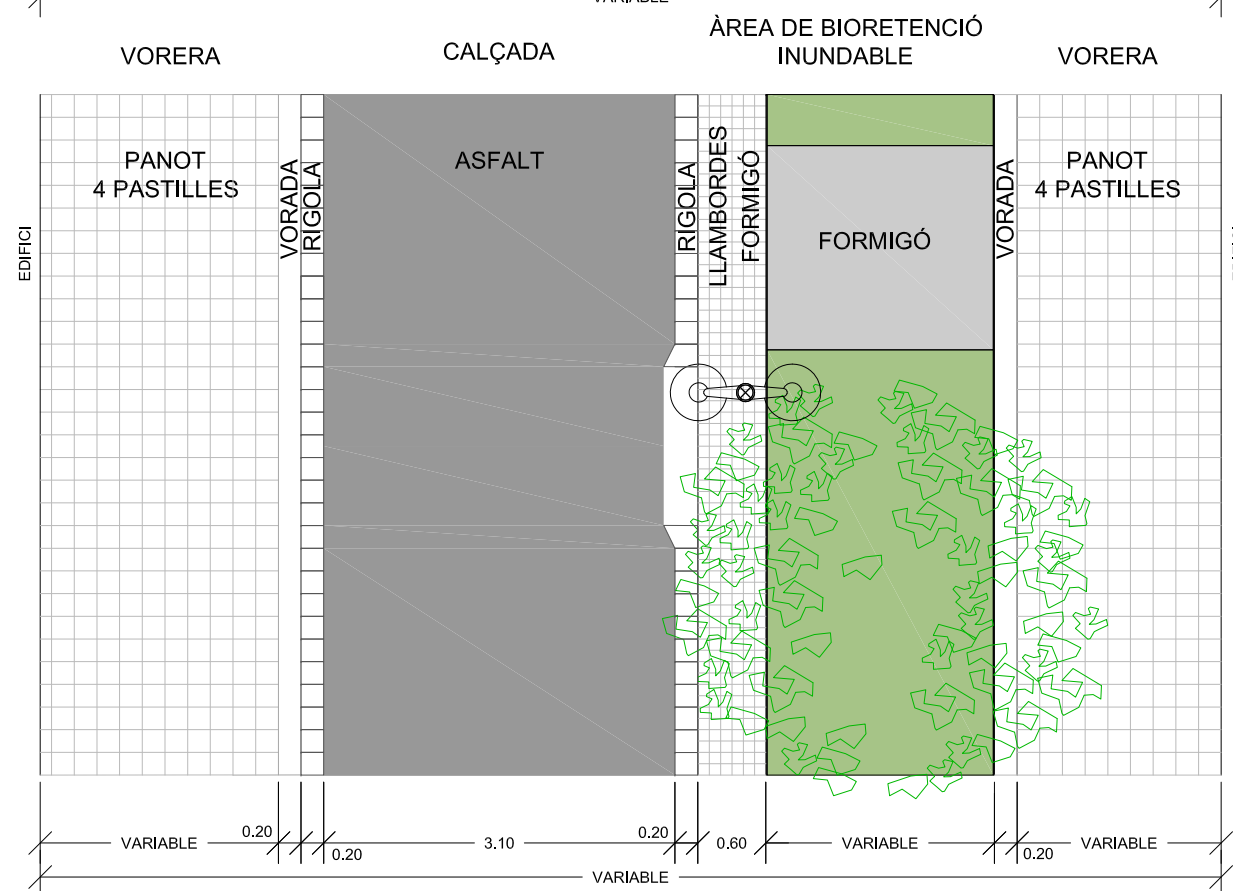 VARIABLE
VORERA
CALÇADA
ÀREA DE BIORETENCIÓ
INUNDABLE
VORERA
PANOT
4 PASTILLES
VORADA
RIGOLA
ASFALT
RIGOLA
LLAMBORDES
FORMIGÓ
FORMIGÓ
VORADA
PANOT
4 PASTILLES
EDIFICI
VARIABLE
0.20
0.20
3.10
0.20
0.60
VARIABLE
0.20
VARIABLE
VARIABLE